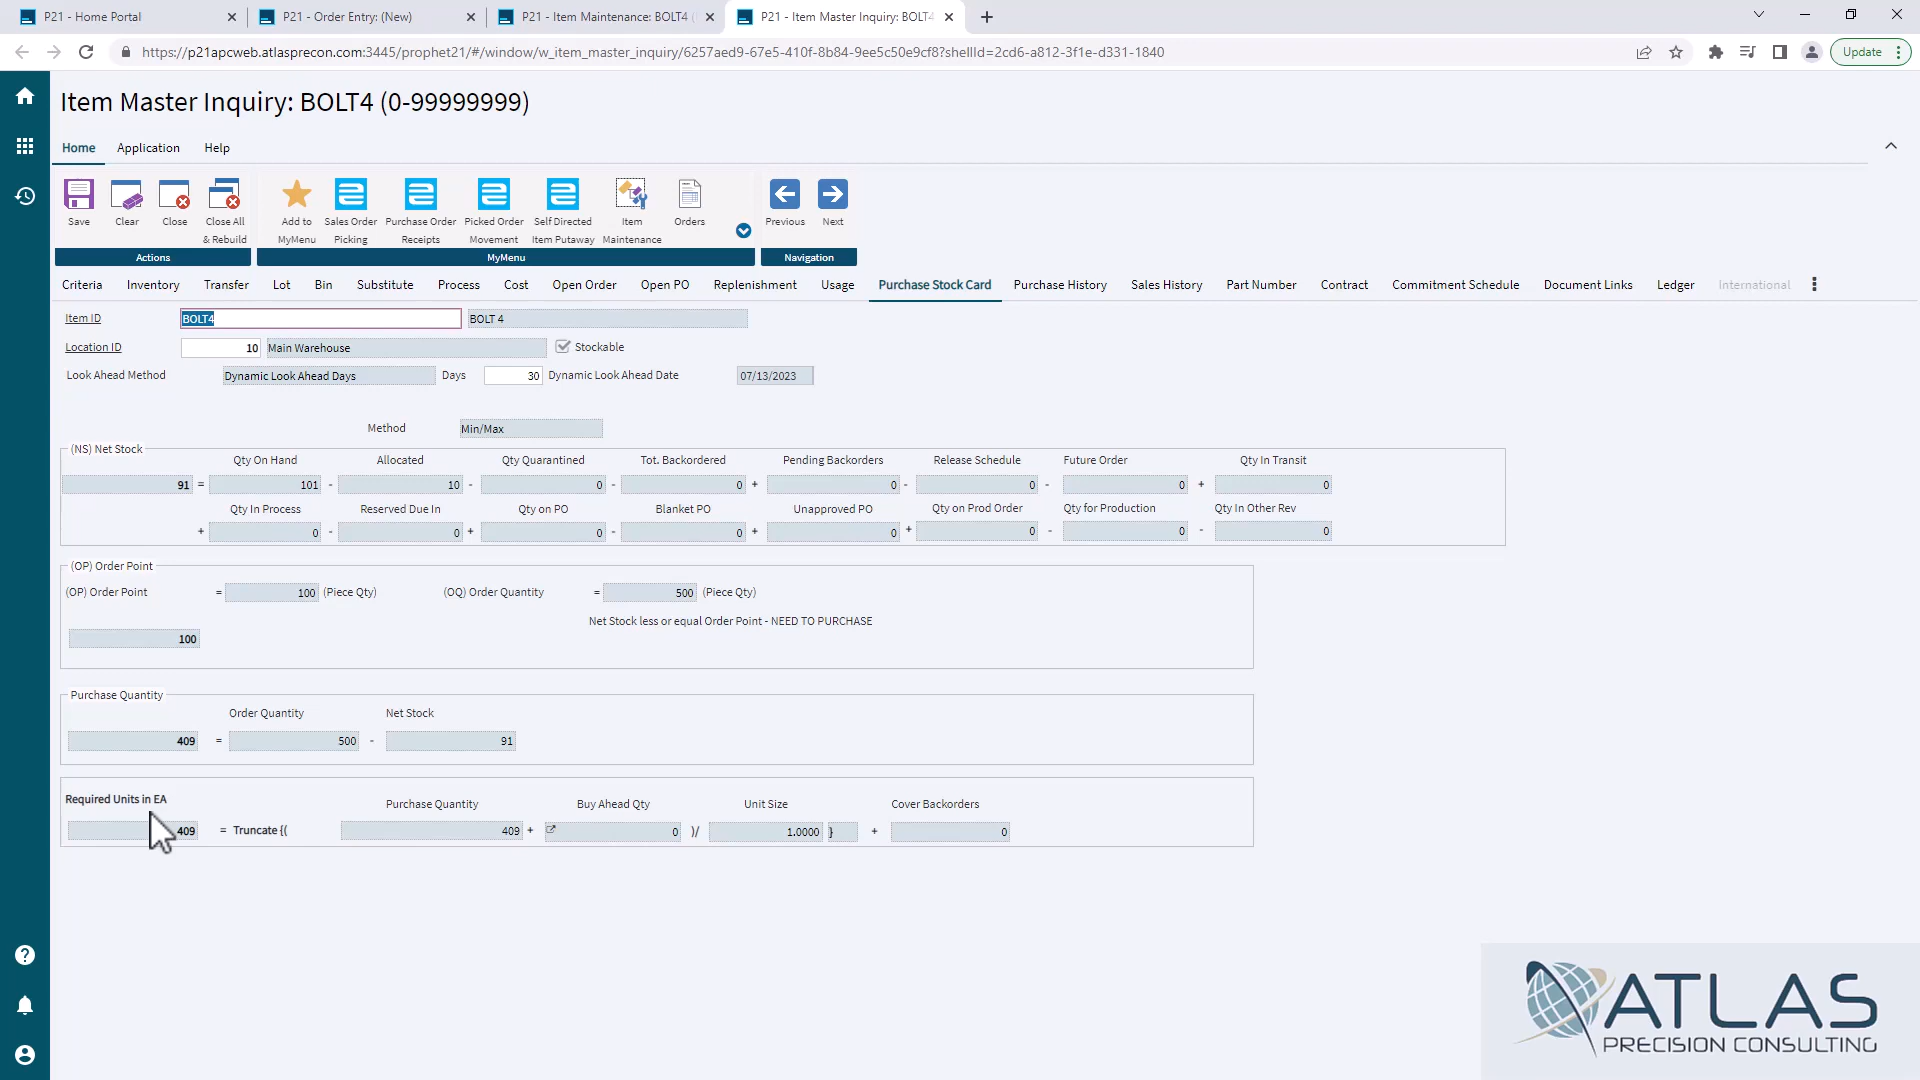 P21 - Home Portal
P21 - Order Entry: (New)
P21 - Item Maintenance: BOLT4
P21 - Item Master Inquiry: BOLT4
https://p21apcweb.atlasprecon.com:3445/prophet21/#/window/w_item_master_inquiry/6257aed9-67e5-410f-8b84-9ee5c50e9cf8?shellId=2cd6-a812-3f1e-d331-1840
Update
Item Master Inquiry: BOLT4 (0-99999999)
Home Application Help
Save Clear Close Close All & Rebuild
Add to MyMenu Sales Order Picking Purchase Order Receipts Picked Order Movement Self Directed Item Putaway Item Maintenance Orders
Previous Next
Actions MyMenu Navigation
Criteria Inventory Transfer Lot Bin Substitute Process Cost Open Order Open PO Replenishment Usage Purchase Stock Card Purchase History Sales History Part Number Contract Commitment Schedule Document Links Ledger International
Item ID BOLT4 BOLT 4
Location ID 10 Main Warehouse Stockable
Look Ahead Method Dynamic Look Ahead Days Days 30 Dynamic Look Ahead Date 07/13/2023
Method Min/Max
(NS) Net Stock
Qty On Hand Allocated Qty Quarantined Tot. Backordered Pending Backorders Release Schedule Future Order Qty In Transit
91 = 101 - 10 - 0 - 0 + 0 - 0 - 0 + 0
Qty In Process Reserved Due In Qty on PO Blanket PO Unapproved PO Qty on Prod Order Qty for Production Qty In Other Rev
+ 0 - 0 + 0 - 0 + 0 + 0 - 0 - 0
(OP) Order Point
(OP) Order Point = 100 (Piece Qty) (OQ) Order Quantity = 500 (Piece Qty)
Net Stock less or equal Order Point - NEED TO PURCHASE
100
Purchase Quantity
Order Quantity Net Stock
409 = 500 - 91
Required Units in EA Purchase Quantity Buy Ahead Qty Unit Size Cover Backorders
409 = Truncate {( 409 + 0 )/ 1.0000 } + 0
ATLAS
PRECISION CONSULTING